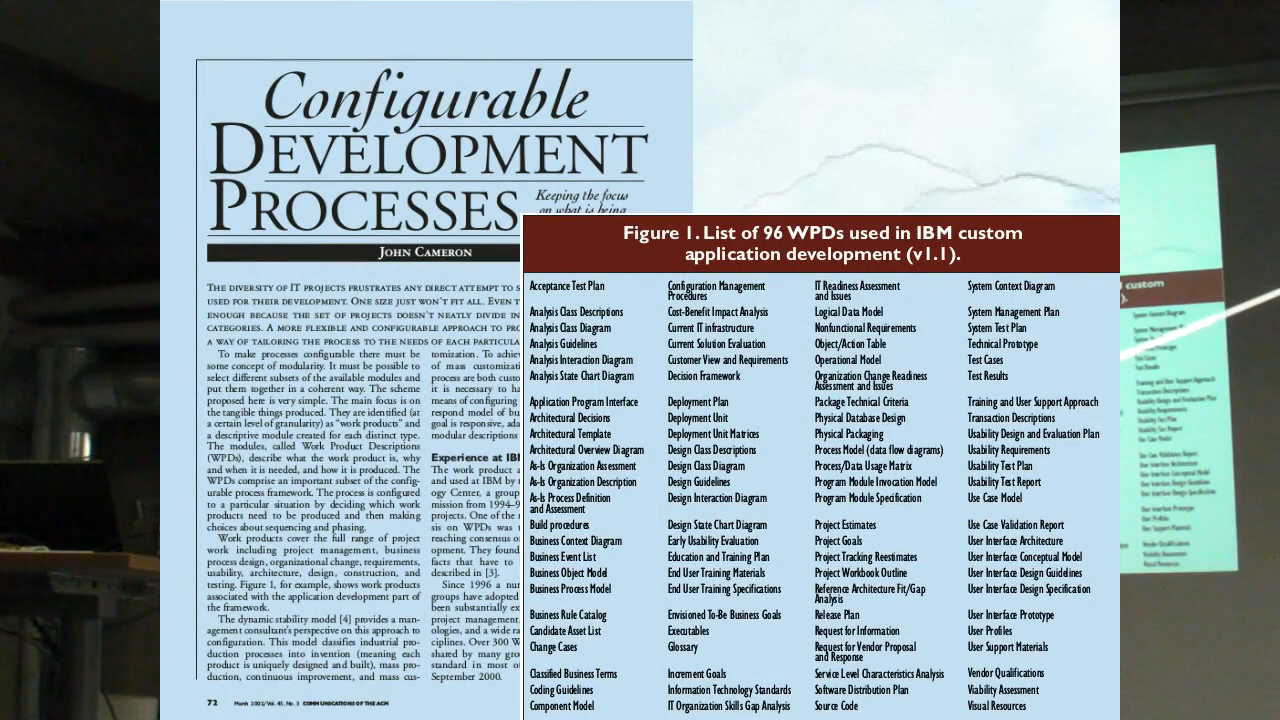 Configurable
DEVELOPMENT
PROCESSES
Keeping the focus
on what is being
JOHN CAMERON
THE DIVERSITY OF IT PROJECTS FRUSTRATES ANY DIRECT ATTEMPT TO S
USED FOR THEIR DEVELOPMENT. ONE SIZE JUST WON'T FIT ALL. EVEN T
ENOUGH BECAUSE THE SET OF PROJECTS DOESN'T NEATLY DIVIDE IN
CATEGORIES. A MORE FLEXIBLE AND CONFIGURABLE APPROACH TO PRO
A WAY OF TAILORING THE PROCESS TO THE NEEDS OF EACH PARTICULA
To make processes configurable there must be
some concept of modularity. It must be possible to
select different subsets of the available modules and
put them together in a coherent way. The scheme
proposed here is very simple. The main focus is on
the tangible things produced. They are identified (at
a certain level of granularity) as "work products" and
a descriptive module created for each distinct type.
The modules, called Work Product Descriptions
(WPDs), describe what the work product is, why
and when it is needed, and how it is produced. The
WPDs comprise an important subset of the config-
urable process framework. The process is configured
to a particular situation by deciding which work
products need to be produced and then making
choices about sequencing and phasing.
Work products cover the full range of project
work including project management, business
process design, organizational change, requirements,
usability, architecture, design, construction, and
testing. Figure 1, for example, shows work products
associated with the application development part of
the framework.
The dynamic stability model [4] provides a man-
agement consultant's perspective on this approach to
configuration. This model classifies industrial pro-
duction processes into invention (meaning each
product is uniquely designed and built), mass pro-
duction, continuous improvement, and mass cus-
tomization. To achiev
of mass customizati
process are both custo
it is necessary to ha
means of configuring
respond model of bu
goal is responsive, ada
modular descriptions
Experience at IBM
The work product a
and used at IBM by t
ogy Center, a group
mission from 1994–9
projects. One of the r
sis on WPDs was t
reaching consensus o
opment. They found
facts that have to
described in [3].
Since 1996 a nun
groups have adopted
been substantially ex
project management,
ologies, and a wide ra
ciplines. Over 300 W
shared by many gro
standard in most of
September 2000.
72 March 2002/Vol. 45, No. 3 COMMUNICATIONS OF THE ACM
Figure 1. List of 96 WPDs used in IBM custom
application development (v1.1).
Acceptance Test Plan
Analysis Class Descriptions
Analysis Class Diagram
Analysis Guidelines
Analysis Interaction Diagram
Analysis State Chart Diagram
Application Program Interface
Architectural Decisions
Architectural Template
Architectural Overview Diagram
As-Is Organization Assessment
As-Is Organization Description
As-Is Process Definition
and Assessment
Build procedures
Business Context Diagram
Business Event List
Business Object Model
Business Process Model
Business Rule Catalog
Candidate Asset List
Change Cases
Classified Business Terms
Coding Guidelines
Component Model
Configuration Management
Procedures
Cost-Benefit Impact Analysis
Current IT infrastructure
Current Solution Evaluation
Customer View and Requirements
Decision Framework
Deployment Plan
Deployment Unit
Deployment Unit Matrices
Design Class Descriptions
Design Class Diagram
Design Guidelines
Design Interaction Diagram
Design State Chart Diagram
Early Usability Evaluation
Education and Training Plan
End User Training Materials
End User Training Specifications
Envisioned To-Be Business Goals
Executables
Glossary
Increment Goals
Information Technology Standards
IT Organization Skills Gap Analysis
IT Readiness Assessment
and Issues
Logical Data Model
Nonfunctional Requirements
Object/Action Table
Operational Model
Organization Change Readiness
Assessment and Issues
Package Technical Criteria
Physical Database Design
Physical Packaging
Process Model (data flow diagrams)
Process/Data Usage Matrix
Program Module Invocation Model
Program Module Specification
Project Estimates
Project Goals
Project Tracking Reestimates
Project Workbook Outline
Reference Architecture Fit/Gap
Analysis
Release Plan
Request for Information
Request for Vendor Proposal
and Response
Service Level Characteristics Analysis
Software Distribution Plan
Source Code
System Context Diagram
System Management Plan
System Test Plan
Technical Prototype
Test Cases
Test Results
Training and User Support Approach
Transaction Descriptions
Usability Design and Evaluation Plan
Usability Requirements
Usability Test Plan
Usability Test Report
Use Case Model
Use Case Validation Report
User Interface Architecture
User Interface Conceptual Model
User Interface Design Guidelines
User Interface Design Specification
User Interface Prototype
User Profiles
User Support Materials
Vendor Qualifications
Viability Assessment
Visual Resources